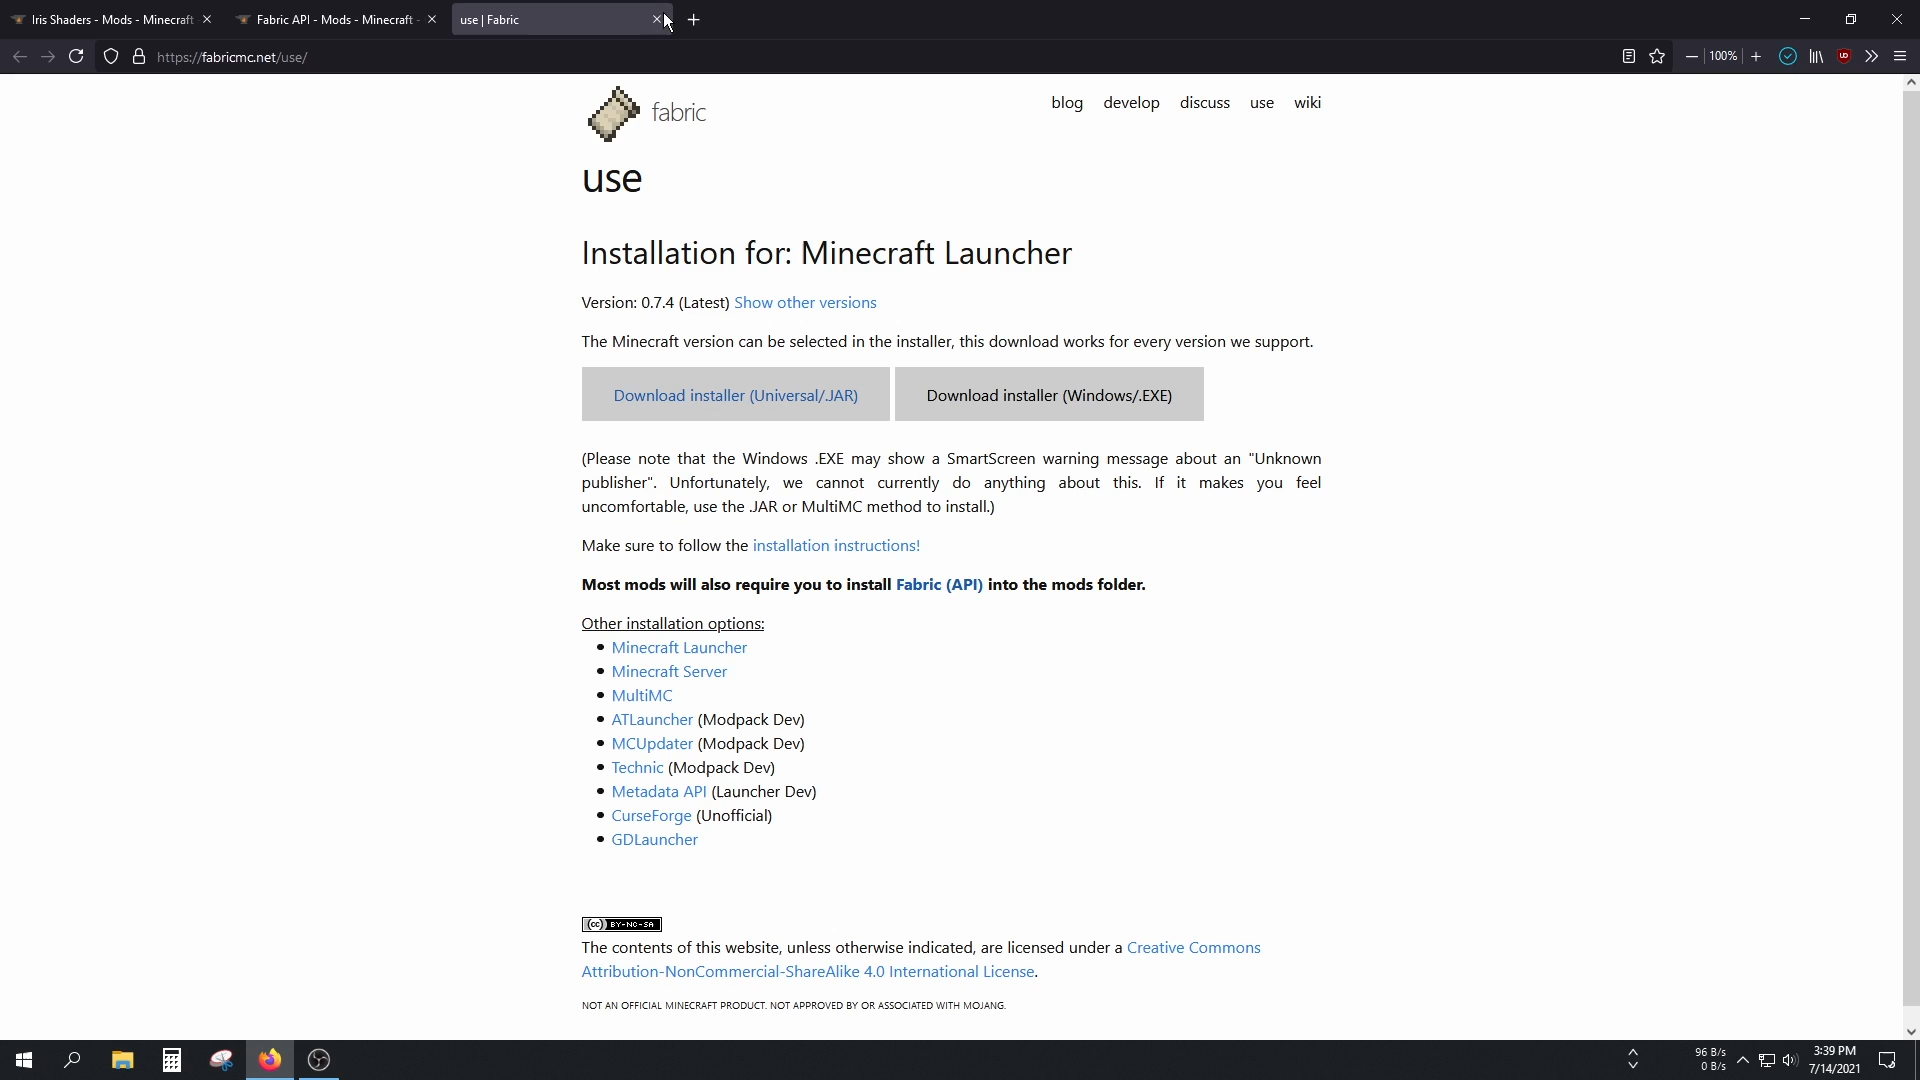 Iris Shaders - Mods - Minecraft
Fabric API - Mods - Minecraft -
use | Fabric
https://fabricmc.net/use/
100%
fabric
blog develop discuss use wiki
use
Installation for: Minecraft Launcher
Version: 0.7.4 (Latest) Show other versions
The Minecraft version can be selected in the installer, this download works for every version we support.
Download installer (Universal/.JAR)
Download installer (Windows/.EXE)
(Please note that the Windows .EXE may show a SmartScreen warning message about an "Unknown
publisher". Unfortunately, we cannot currently do anything about this. If it makes you feel
uncomfortable, use the .JAR or MultiMC method to install.)
Make sure to follow the installation instructions!
Most mods will also require you to install Fabric (API) into the mods folder.
Other installation options:
Minecraft Launcher
Minecraft Server
MultiMC
ATLauncher (Modpack Dev)
MCUpdater (Modpack Dev)
Technic (Modpack Dev)
Metadata API (Launcher Dev)
CurseForge (Unofficial)
GDLauncher
(cc) BY-NC-SA
The contents of this website, unless otherwise indicated, are licensed under a Creative Commons
Attribution-NonCommercial-ShareAlike 4.0 International License.
NOT AN OFFICIAL MINECRAFT PRODUCT. NOT APPROVED BY OR ASSOCIATED WITH MOJANG.
96 B/s
0 B/s
3:39 PM
7/14/2021